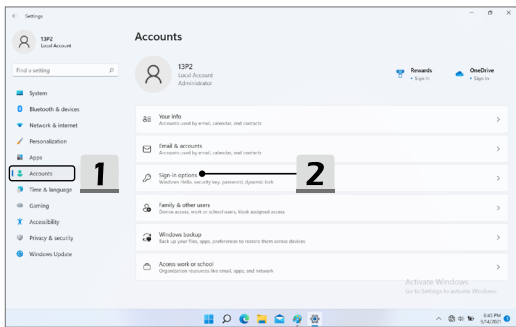 Settings
13P2
Local Account
Find a setting
System
Bluetooth & devices
Network & internet
Personalization
Apps
Accounts
Time & language
Gaming
Accessibility
Privacy & security
Windows Update
1
Accounts
13P2
Local Account
Administrator
Rewards
Sign in
OneDrive
Sign in
Your info
Accounts used by email, calendar, and contacts
Email & accounts
Accounts used by email, calendar, and contacts
Sign-in options
Windows Hello, security key, password, dynamic lock
2
Family & other users
Device access, work or school users, kiosk assigned access
Windows backup
Back up your files, apps, preferences to restore them across devices
Access work or school
Organization resources like email, apps, and network
Activate Windows
Go to Settings to activate Windows.
9/14/2021